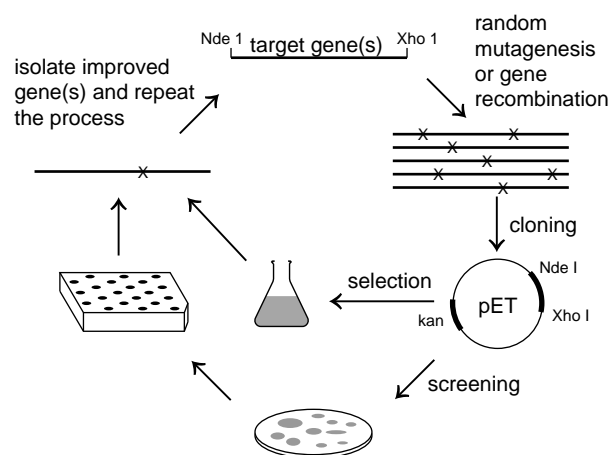 Nde 1 target gene(s) Xho 1
random
mutagenesis
or gene
recombination
isolate improved
gene(s) and repeat
the process
X X
X
X
X X
X
X
cloning
Nde I
selection
pET
kan
Xho I
screening